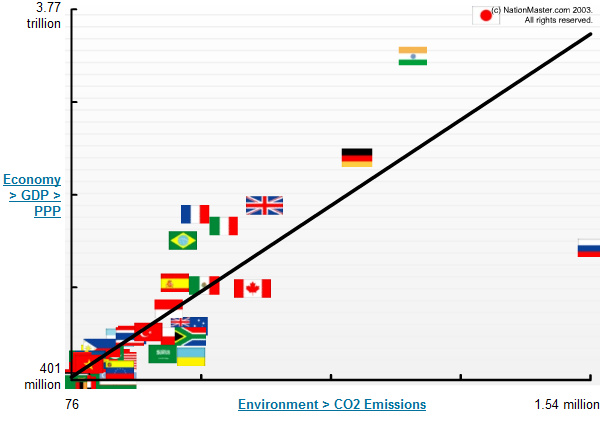 3.77
trillion
(c) NationMaster.com 2003.
All rights reserved.
Economy
> GDP >
PPP
401
million
76
Environment > CO2 Emissions
1.54 million